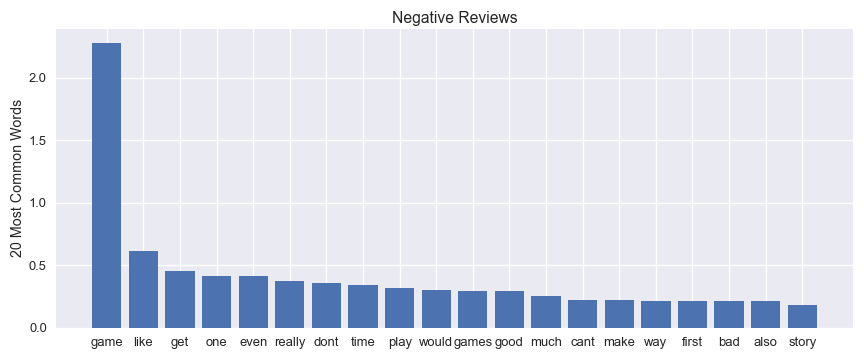 Negative Reviews
20 Most Common Words
2.0
1.5
1.0
0.5
0.0
game like get one even really dont time play would games good much cant make way first bad also story